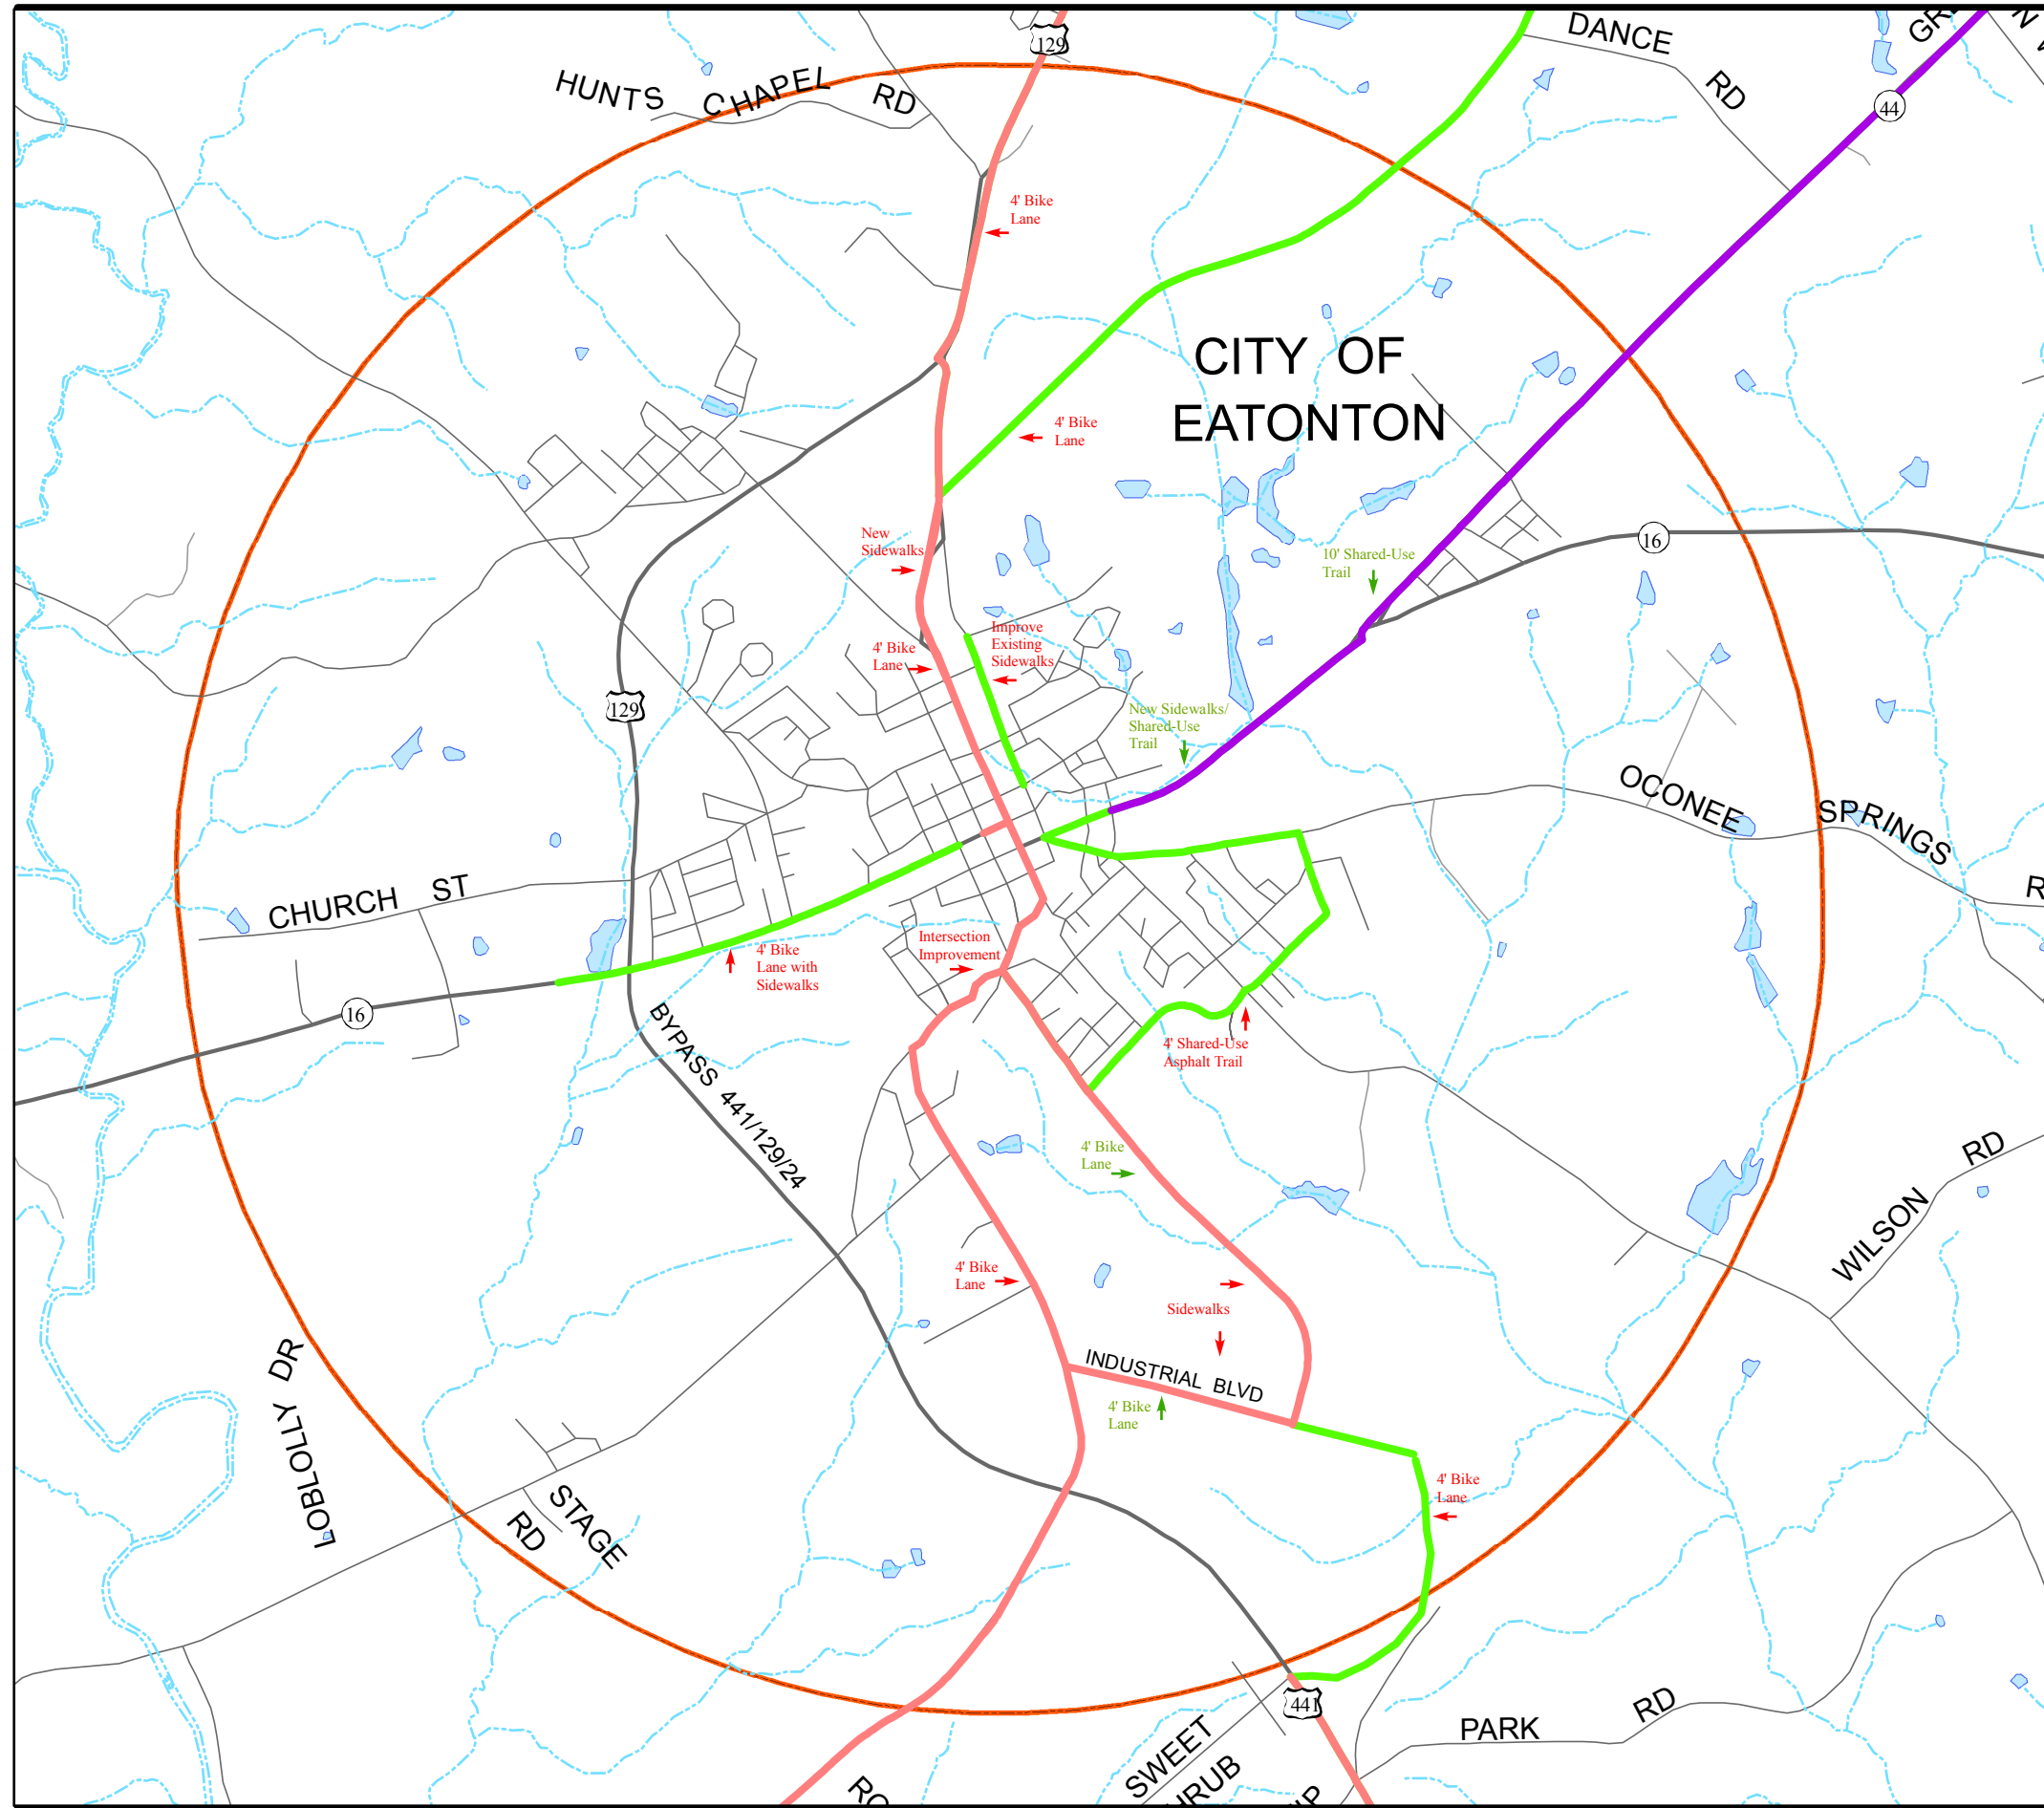 129
DANCE
RD
44
HUNTS CHAPEL RD
4' Bike
Lane
CITY OF
EATONTON
4' Bike
Lane
New
Sidewalks
16
10' Shared-Use
Trail
4' Bike
Lane
Improve
Existing
Sidewalks
129
New Sidewalks/
Shared-Use
Trail
OCONEE SPRINGS
CHURCH ST
Intersection
Improvement
4' Bike
Lane with
Sidewalks
16
BYPASS 441/129/24
4' Shared-Use
Asphalt Trail
4' Bike
Lane
WILSON RD
4' Bike
Lane
Sidewalks
LOBLOLLY DR
INDUSTRIAL BLVD
4' Bike
Lane
4' Bike
Lane
STAGE
RD
441
PARK RD
SWEET